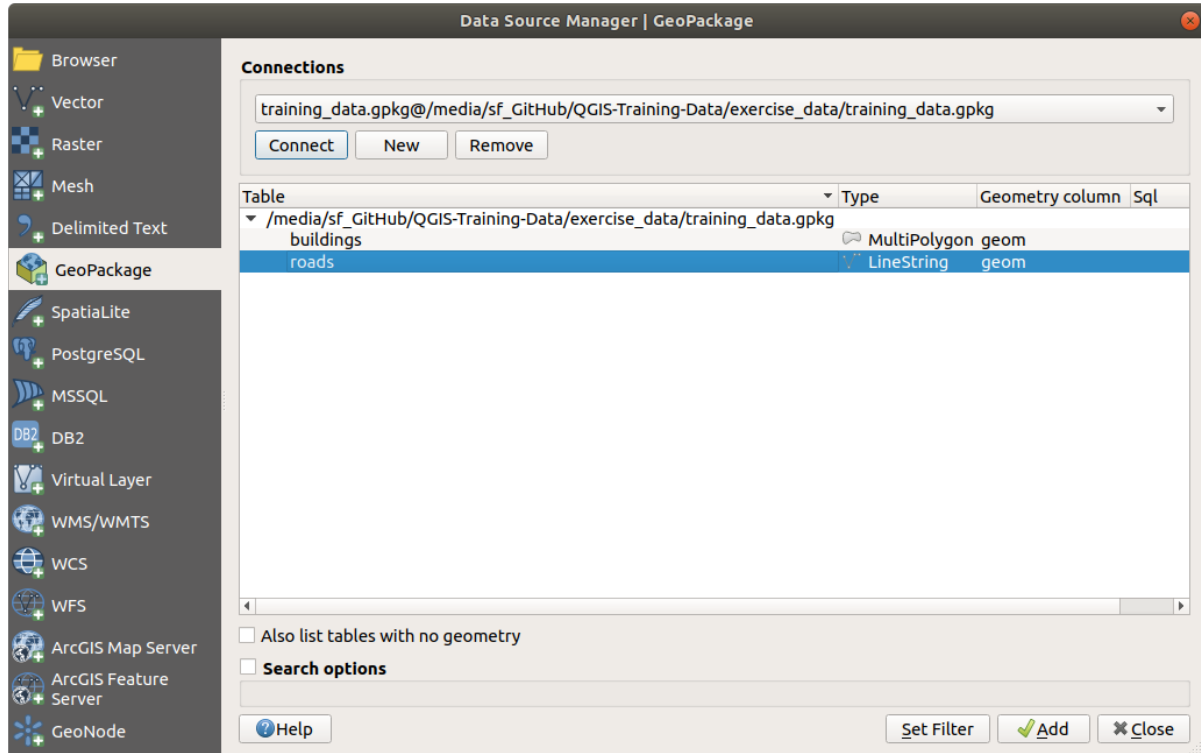 Data Source Manager | GeoPackage
Browser
Vector
Raster
Mesh
Delimited Text
GeoPackage
SpatiaLite
PostgreSQL
MSSQL
DB2
DB2
Virtual Layer
WMS/WMTS
WCS
WFS
ArcGIS Map Server
ArcGIS Feature
Server
GeoNode
Connections
training_data.gpkg@/media/sf_GitHub/QGIS-Training-Data/exercise_data/training_data.gpkg
Connect New Remove
Table Type Geometry column Sql
/media/sf_GitHub/QGIS-Training-Data/exercise_data/training_data.gpkg
buildings MultiPolygon geom
roads LineString geom
Also list tables with no geometry
Search options
Help Set Filter Add Close